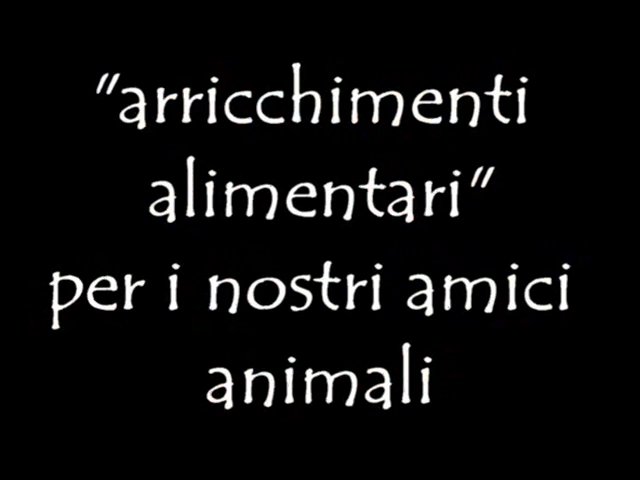 "arricchimenti
alimentari"
per i nostri amici
animali